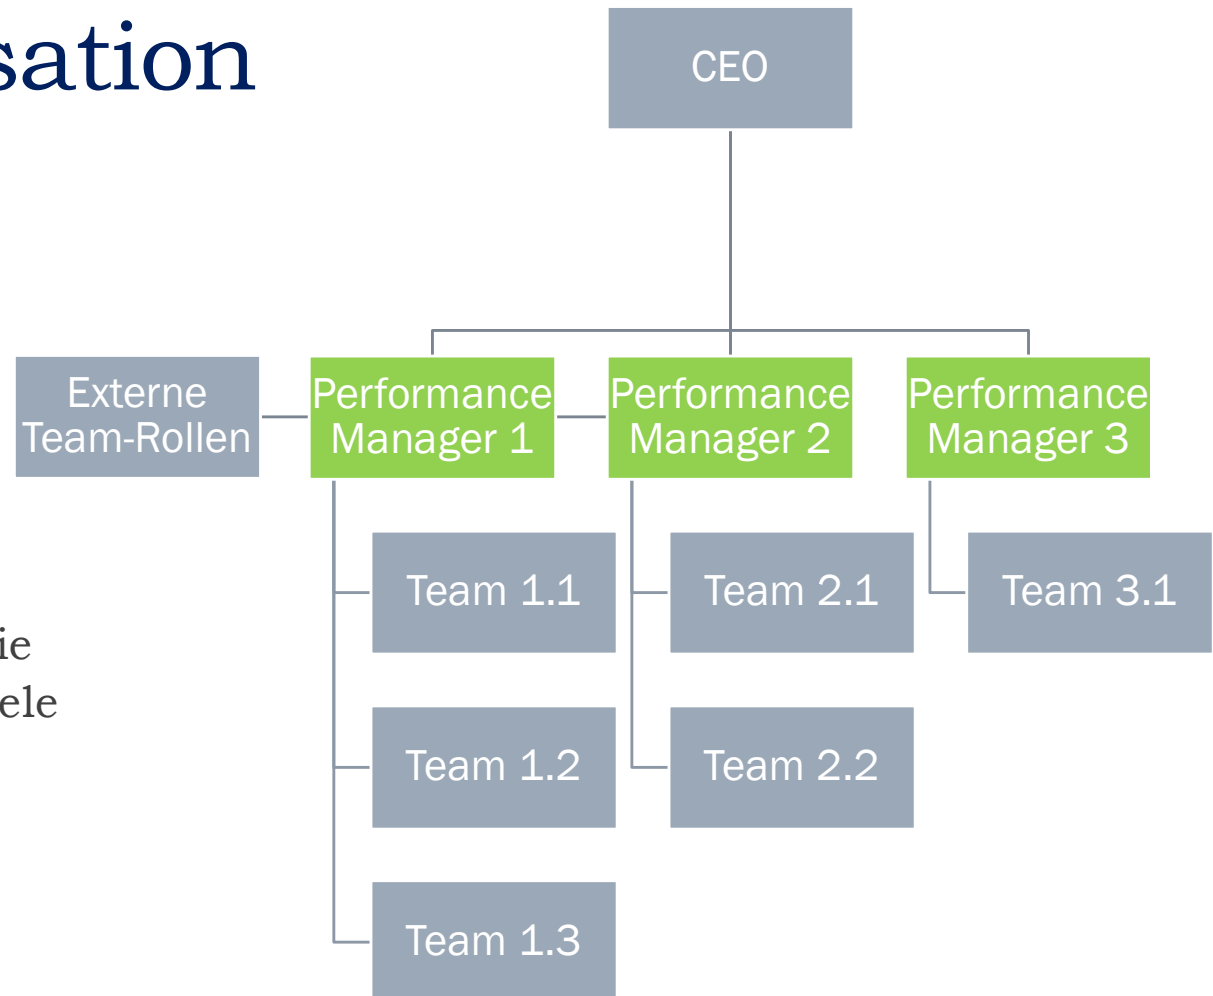 sation
CEO
Externe
Team-Rollen
Performance
Manager 1
Performance
Manager 2
Performance
Manager 3
Team 1.1
Team 2.1
Team 3.1
ie
ele
Team 1.2
Team 2.2
Team 1.3